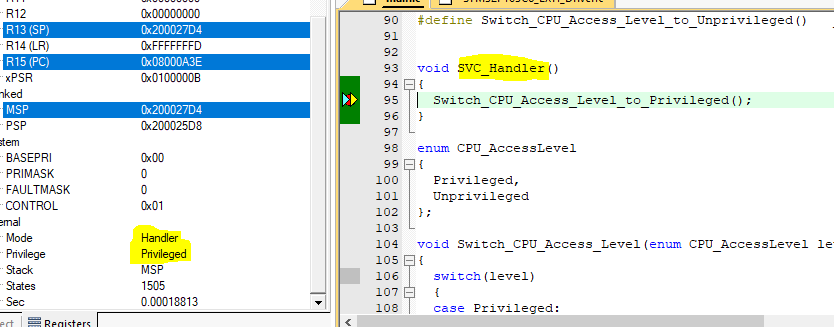 R12 0x00000000
R13 (SP) 0x200027D4
R14 (LR) 0xFFFFFFFD
R15 (PC) 0x08000A3E
xPSR 0x0100000B
nked
MSP 0x200027D4
PSP 0x200025D8
stem
BASEPRI 0x00
PRIMASK 0
FAULTMASK 0
CONTROL 0x01
ernal
Mode Handler
Privilege Privileged
Stack MSP
States 1505
Sec 0.00018813
ect
Registers
90 #define Switch_CPU_Access_Level_to_Unprivileged()
91
92
93 void SVC_Handler()
94 {
95 Switch_CPU_Access_Level_to_Privileged();
96 }
97
98 enum CPU_AccessLevel
99 {
100 Privileged,
101 Unprivileged
102 };
103
104 void Switch_CPU_Access_Level(enum CPU_AccessLevel le
105 {
106 switch(level)
107 {
108 case Privileged: